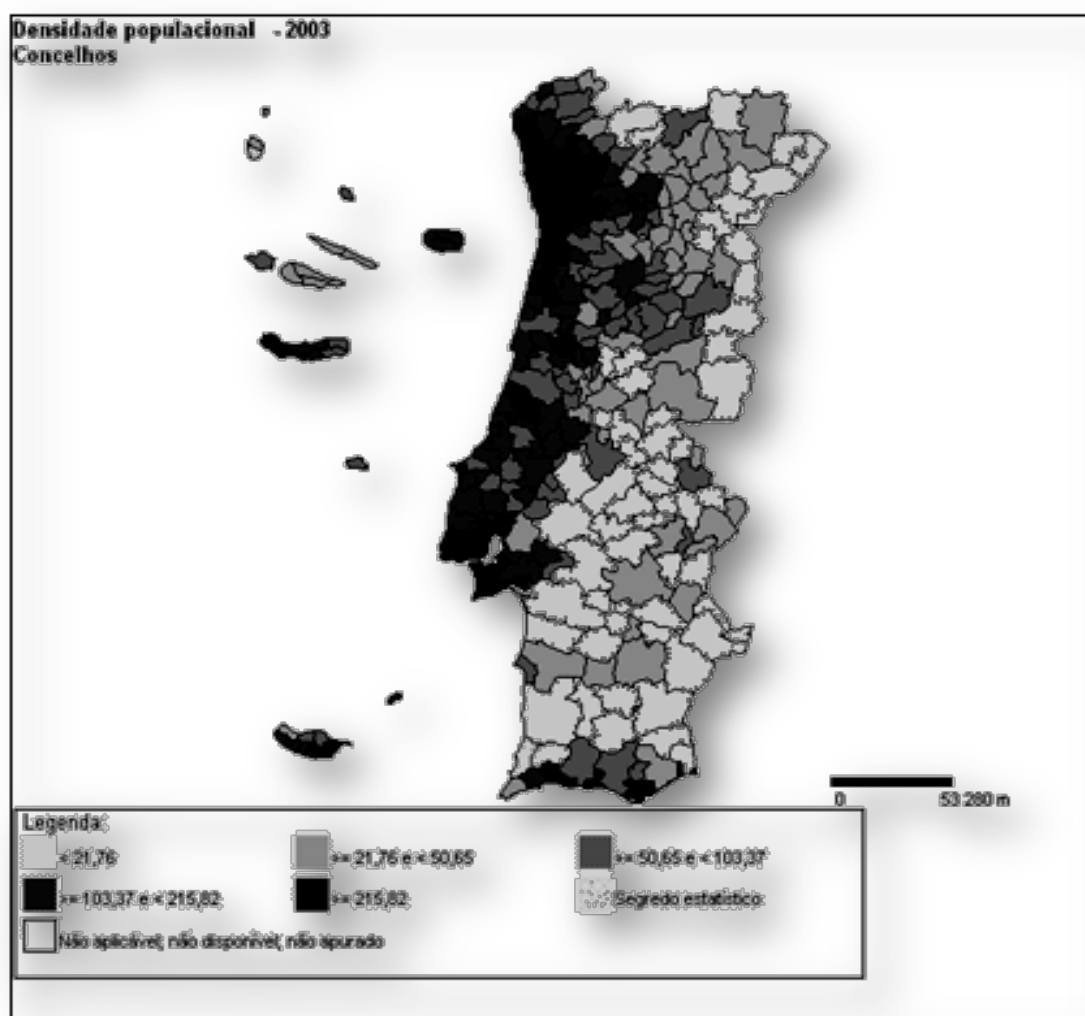 Densidade populacional - 2003
Concelhos
0 53 280 m
Legenda:
< 21,76
>= 21,76 e < 50,65
>= 50,65 e < 103,37
>= 103,37 e < 215,82
>= 215,82
Segredo estatístico
Não aplicável; não disponível; não apurado